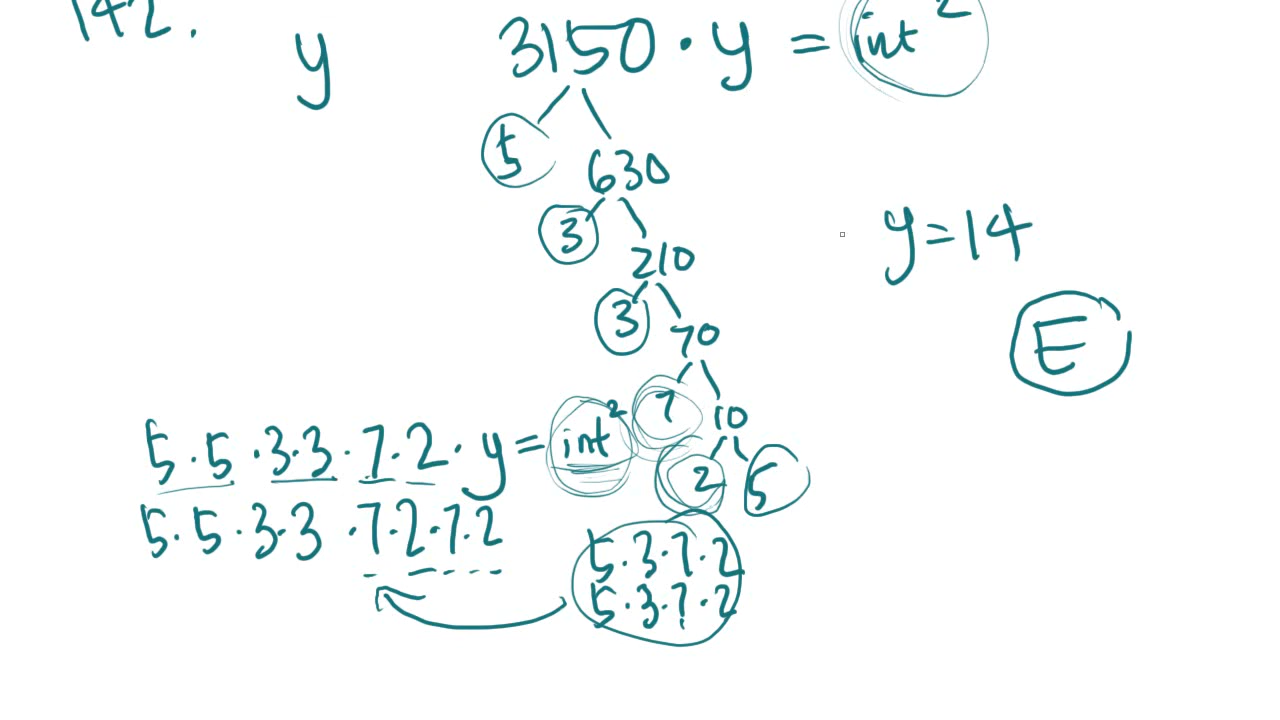 142.
y 3150 · y = int²
5 630
3 210
y = 14
3 70
E
7 10
2 5
5 · 5 · 3 · 3 · 7 · 2 · y = int²
5 · 5 · 3 · 3 · 7 · 2 · 7 · 2
5 · 3 · 7 · 2
5 · 3 · 7 · 2